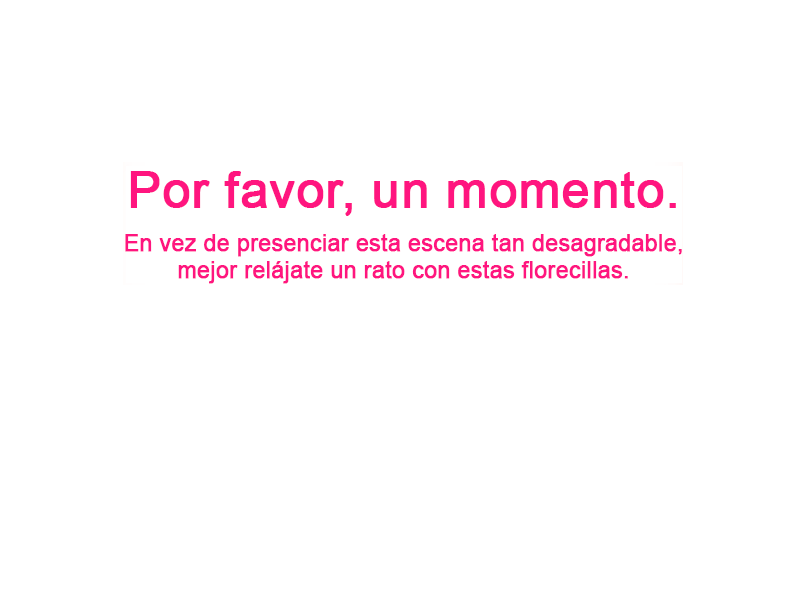 Por favor, un momento.
En vez de presenciar esta escena tan desagradable,
mejor relájate un rato con estas florecillas.